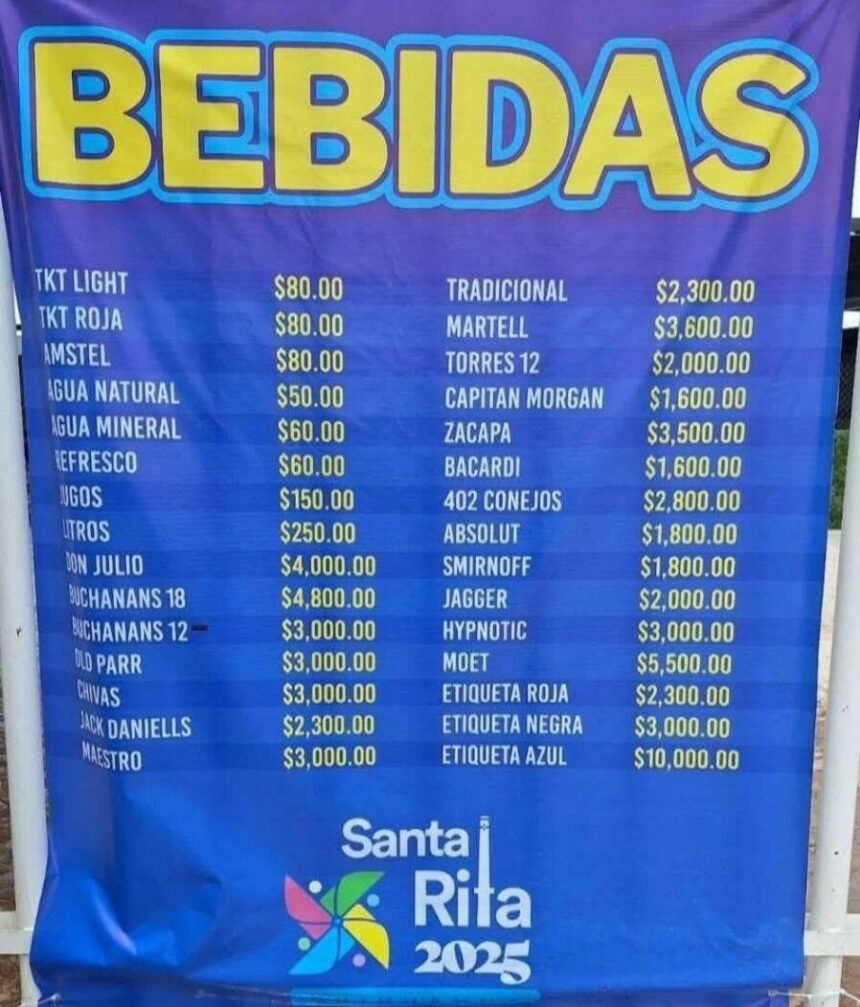 BEBIDAS
TKT LIGHT $80.00
TKT ROJA $80.00
AMSTEL $80.00
AGUA NATURAL $50.00
AGUA MINERAL $60.00
REFRESCO $60.00
JUGOS $150.00
LITROS $250.00
DON JULIO $4,000.00
BUCHANANS 18 $4,800.00
BUCHANANS 12 $3,000.00
OLD PARR $3,000.00
CHIVAS $3,000.00
JACK DANIELLS $2,300.00
MAESTRO $3,000.00
TRADICIONAL $2,300.00
MARTELL $3,600.00
TORRES 12 $2,000.00
CAPITAN MORGAN $1,600.00
ZACAPA $3,500.00
BACARDI $1,600.00
402 CONEJOS $2,800.00
ABSOLUT $1,800.00
SMIRNOFF $1,800.00
JAGGER $2,000.00
HYPNOTIC $3,000.00
MOET $5,500.00
ETIQUETA ROJA $2,300.00
ETIQUETA NEGRA $3,000.00
ETIQUETA AZUL $10,000.00
Santa
Rita
2025